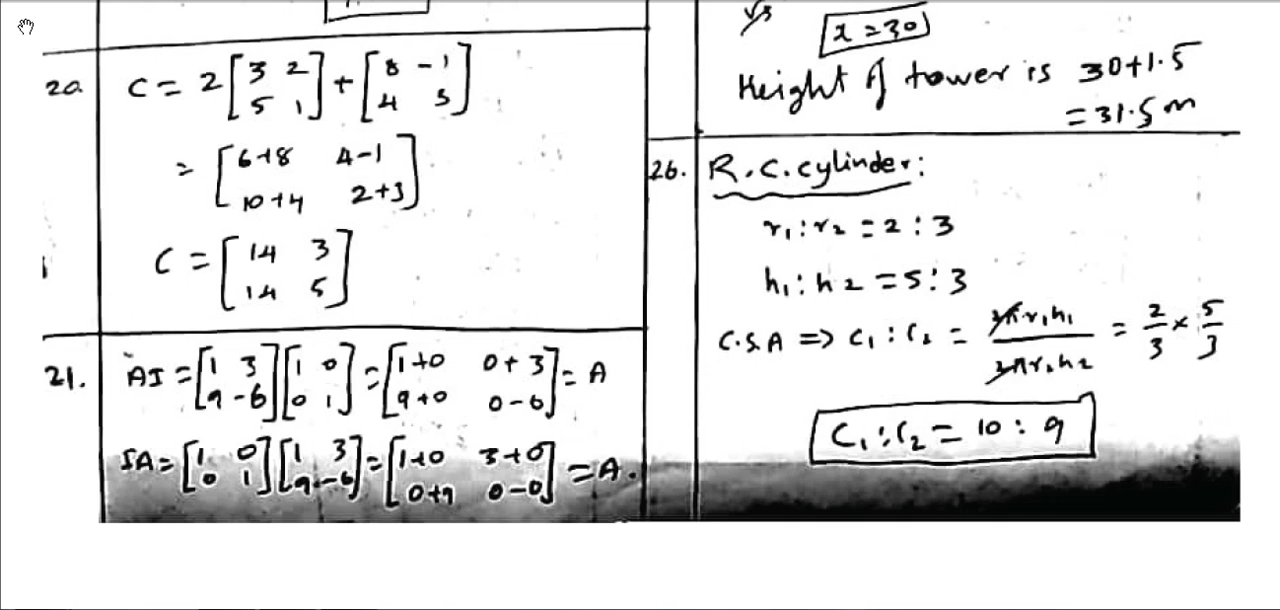 20. C = 2 [3 2; 5 1] + [8 -1; 4 3]
= [6+8 4-1; 10+4 2+3]
C = [14 3; 14 5]
21. AI = [1 3; 9 -6] [1 0; 0 1] = [1+0 0+3; 9+0 0-6] = A
IA = [1 0; 0 1] [1 3; 9 -6] = [1+0 3+0; 0+9 0-6] = A.
√3
x = 30
Height of tower is 30+1.5
= 31.5 m
26. R.C.cylinder:
r₁ : r₂ = 2 : 3
h₁ : h₂ = 5 : 3
C.S.A => C₁ : C₂ = 2πr₁h₁ / 2πr₂h₂ = 2/3 × 5/3
C₁ : C₂ = 10 : 9